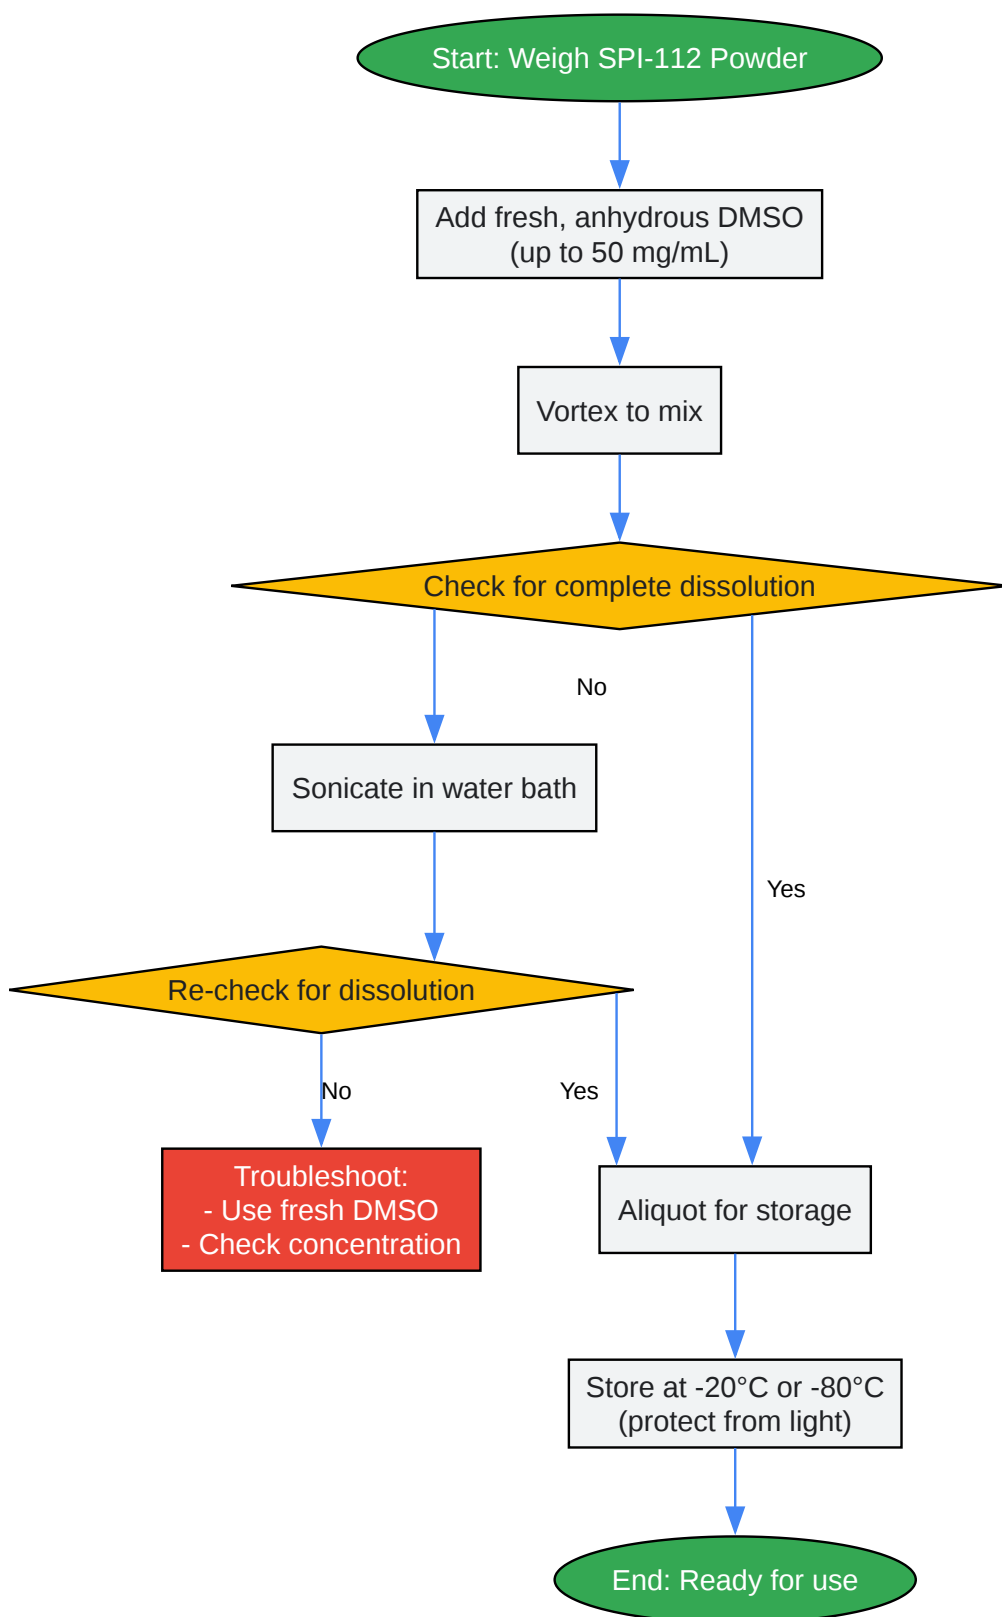 Start: Weigh SPI-112 Powder
Add fresh, anhydrous DMSO
(up to 50 mg/mL)
Vortex to mix
Check for complete dissolution
No
Sonicate in water bath
Yes
Re-check for dissolution
No
Yes
Troubleshoot:
- Use fresh DMSO
- Check concentration
Aliquot for storage
Store at -20°C or -80°C
(protect from light)
End: Ready for use